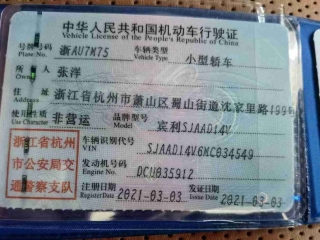 中华人民共和国机动车行驶证
Vehicle License of the People's Republic of China
号牌号码 浙AU7M75 车辆类型 小型轿车
Plate No. Vehicle Type
所有人 张洋
Owner
住址 浙江省杭州市萧山区蜀山街道沈家里路199号
Address
使用性质 非营运 品牌型号 宾利SJAAD14V
Use Character Model
浙江省杭州市公安局交通警察支队
车辆识别代号 SJAAD14V6MC034549
VIN
发动机号码 DCU035912
Engine No.
注册日期 2021-03-03 发证日期 2021-03-03
Register Date Issue Date